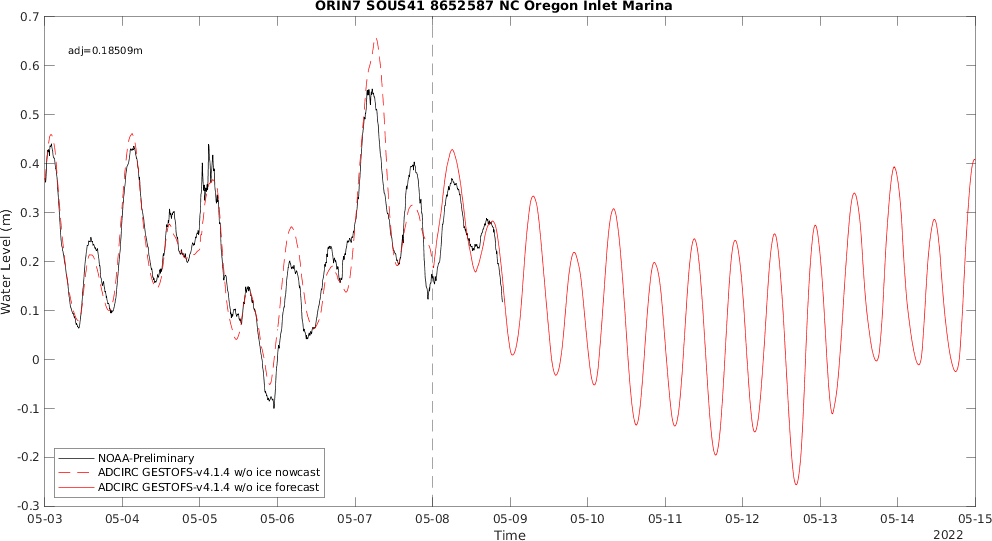 ORIN7 SOUS41 8652587 NC Oregon Inlet Marina
adj=0.18509m
0.7
0.6
0.5
0.4
0.3
0.2
0.1
0
-0.1
-0.2
-0.3
Water Level (m)
NOAA-Preliminary
ADCIRC GESTOFS-v4.1.4 w/o ice nowcast
ADCIRC GESTOFS-v4.1.4 w/o ice forecast
05-03 05-04 05-05 05-06 05-07 05-08 05-09 05-10 05-11 05-12 05-13 05-14 05-15
Time
2022